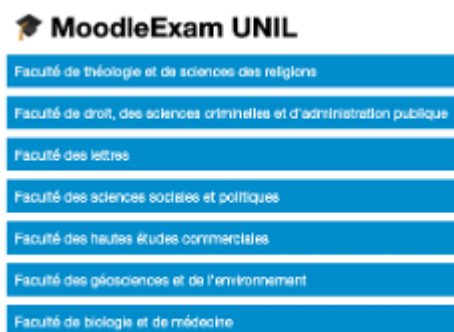 MoodleExam UNIL
Faculté de théologie et de sciences des religions
Faculté de droit, des sciences criminelles et d'administration publique
Faculté des lettres
Faculté des sciences sociales et politiques
Faculté des hautes études commerciales
Faculté des géosciences et de l'environnement
Faculté de biologie et de médecine